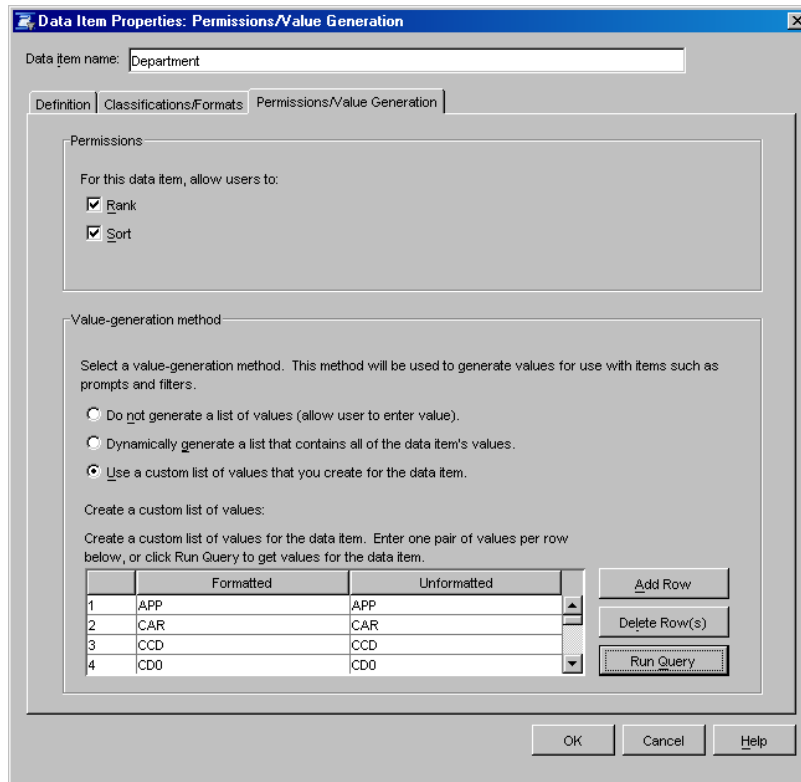 Data Item Properties: Permissions/Value Generation
Data item name: Department
Definition Classifications/Formats Permissions/Value Generation
Permissions
For this data item, allow users to:
Rank
Sort
Value-generation method
Select a value-generation method. This method will be used to generate values for use with items such as
prompts and filters.
Do not generate a list of values (allow user to enter value).
Dynamically generate a list that contains all of the data item's values.
Use a custom list of values that you create for the data item.
Create a custom list of values:
Create a custom list of values for the data item. Enter one pair of values per row
below, or click Run Query to get values for the data item.
Formatted Unformatted
1 APP APP
2 CAR CAR
3 CCD CCD
4 CD0 CD0
Add Row
Delete Row(s)
Run Query
OK Cancel Help